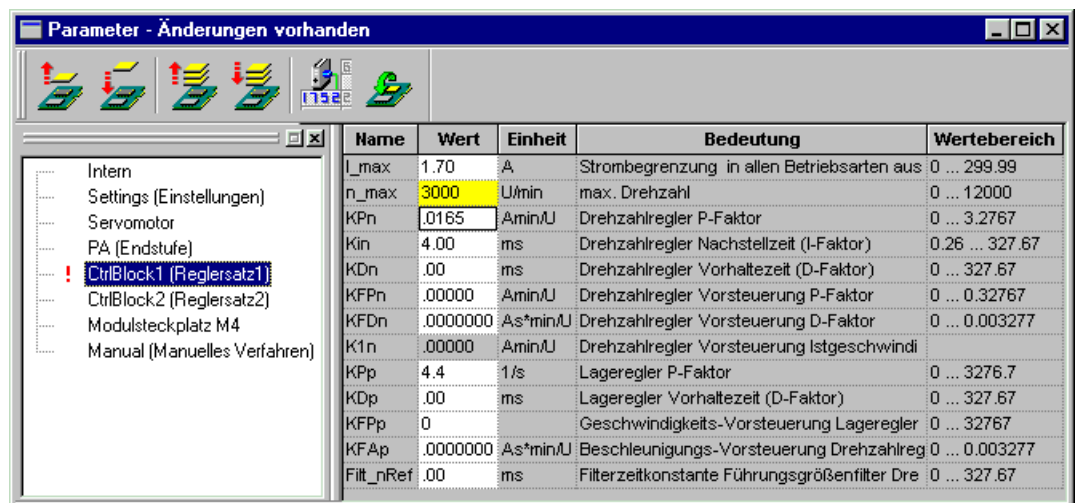 Parameter - Änderungen vorhanden
Intern
Settings (Einstellungen)
Servomotor
PA (Endstufe)
! CtrlBlock1 (Reglersatz1)
CtrlBlock2 (Reglersatz2)
Modulsteckplatz M4
Manual (Manuelles Verfahren)
Name Wert Einheit Bedeutung Wertebereich
I_max 1.70 A Strombegrenzung in allen Betriebsarten aus 0 ... 299.99
n_max 3000 U/min max. Drehzahl 0 ... 12000
KPn .0165 Amin/U Drehzahlregler P-Faktor 0 ... 3.2767
Kin 4.00 ms Drehzahlregler Nachstellzeit (I-Faktor) 0.26 ... 327.67
KDn .00 ms Drehzahlregler Vorhaltezeit (D-Faktor) 0 ... 327.67
KFPn .00000 Amin/U Drehzahlregler Vorsteuerung P-Faktor 0 ... 0.32767
KFDn .0000000 As*min/U Drehzahlregler Vorsteuerung D-Faktor 0 ... 0.003277
K1n .00000 Amin/U Drehzahlregler Vorsteuerung Istgeschwindi
KPp 4.4 1/s Lageregler P-Faktor 0 ... 3276.7
KDp .00 ms Lageregler Vorhaltezeit (D-Faktor) 0 ... 327.67
KFPp 0 Geschwindigkeits-Vorsteuerung Lageregler 0 ... 32767
KFAp .0000000 As*min/U Beschleunigungs-Vorsteuerung Drehzahlreg 0 ... 0.003277
Filt_nRef .00 ms Filterzeitkonstante Führungsgrößenfilter Dre 0 ... 327.67